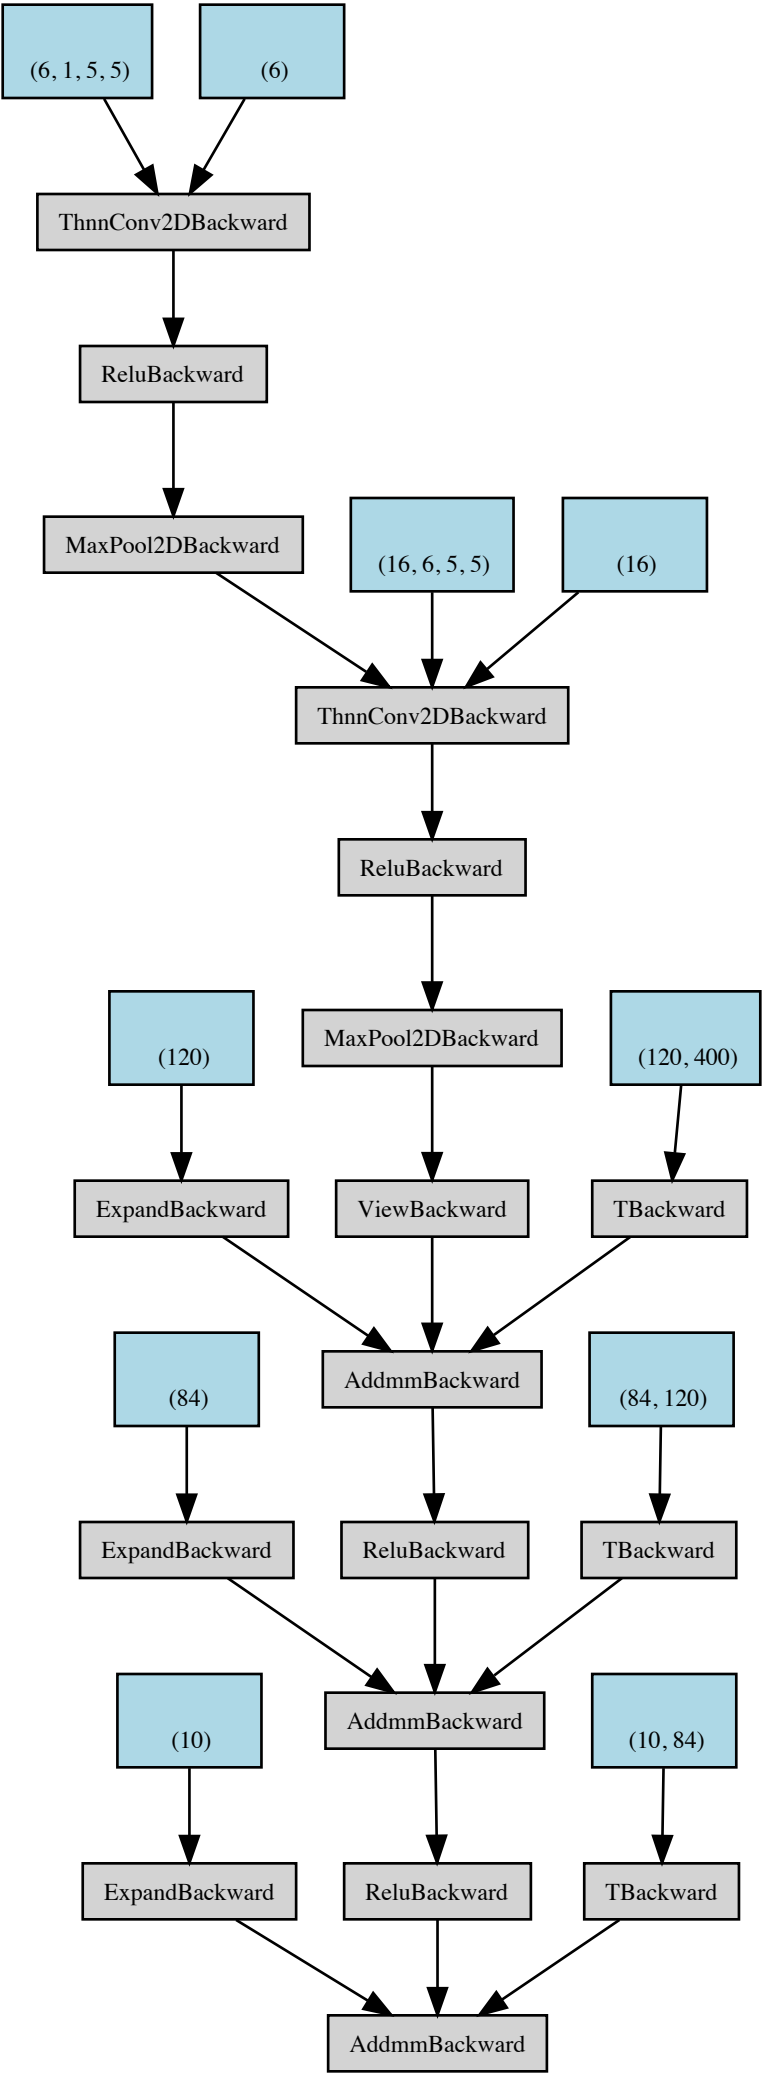 (6, 1, 5, 5)
(6)
ThnnConv2DBackward
ReluBackward
MaxPool2DBackward
(16, 6, 5, 5)
(16)
ThnnConv2DBackward
ReluBackward
MaxPool2DBackward
(120)
(120, 400)
ExpandBackward
ViewBackward
TBackward
AddmmBackward
(84)
(84, 120)
ExpandBackward
ReluBackward
TBackward
AddmmBackward
(10)
(10, 84)
ExpandBackward
ReluBackward
TBackward
AddmmBackward